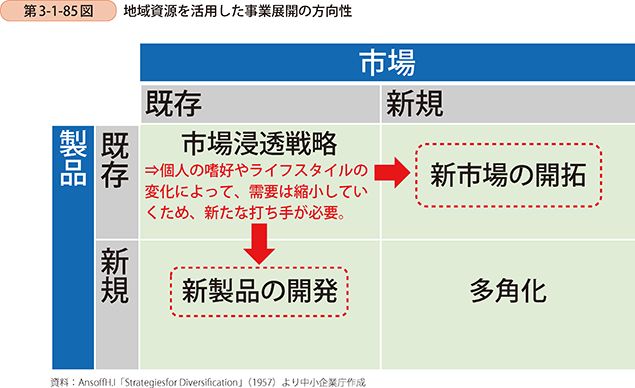 第3-1-85図 地域資源を活用した事業展開の方向性
市場
既存 新規
製品
既存
市場浸透戦略
⇒個人の嗜好やライフスタイルの
変化によって、需要は縮小してい
くため、新たな打ち手が必要。
新市場の開拓
新規
新製品の開発
多角化
資料：AnsoffH.I「Strategiesfor Diversification」（1957）より中小企業庁作成